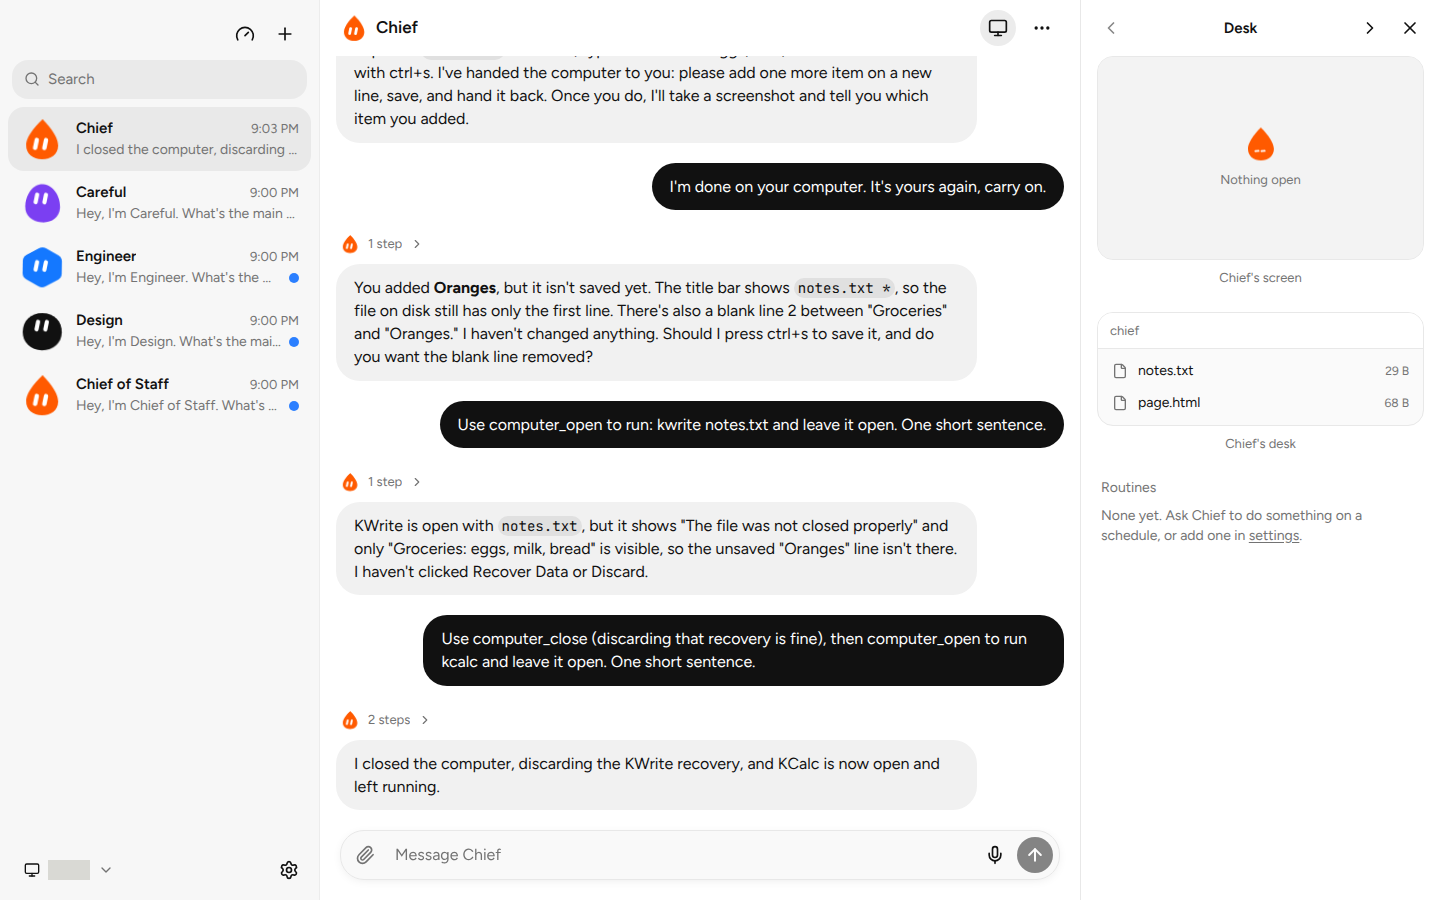 Search
Chief
9:03 PM
I closed the computer, discarding ...
Careful
9:00 PM
Hey, I'm Careful. What's the main ...
Engineer
9:00 PM
Hey, I'm Engineer. What's the ...
Design
9:00 PM
Hey, I'm Design. What's the mai...
Chief of Staff
9:00 PM
Hey, I'm Chief of Staff. What's ...
Chief
with ctrl+s. I've handed the computer to you: please add one more item on a new
line, save, and hand it back. Once you do, I'll take a screenshot and tell you which
item you added.
I'm done on your computer. It's yours again, carry on.
1 step
You added Oranges, but it isn't saved yet. The title bar shows notes.txt *, so the
file on disk still has only the first line. There's also a blank line 2 between "Groceries"
and "Oranges." I haven't changed anything. Should I press ctrl+s to save it, and do
you want the blank line removed?
Use computer_open to run: kwrite notes.txt and leave it open. One short sentence.
1 step
KWrite is open with notes.txt, but it shows "The file was not closed properly" and
only "Groceries: eggs, milk, bread" is visible, so the unsaved "Oranges" line isn't there.
I haven't clicked Recover Data or Discard.
Use computer_close (discarding that recovery is fine), then computer_open to run
kcalc and leave it open. One short sentence.
2 steps
I closed the computer, discarding the KWrite recovery, and KCalc is now open and
left running.
Message Chief
Desk
Nothing open
Chief's screen
chief
notes.txt
29 B
page.html
68 B
Chief's desk
Routines
None yet. Ask Chief to do something on a
schedule, or add one in settings.